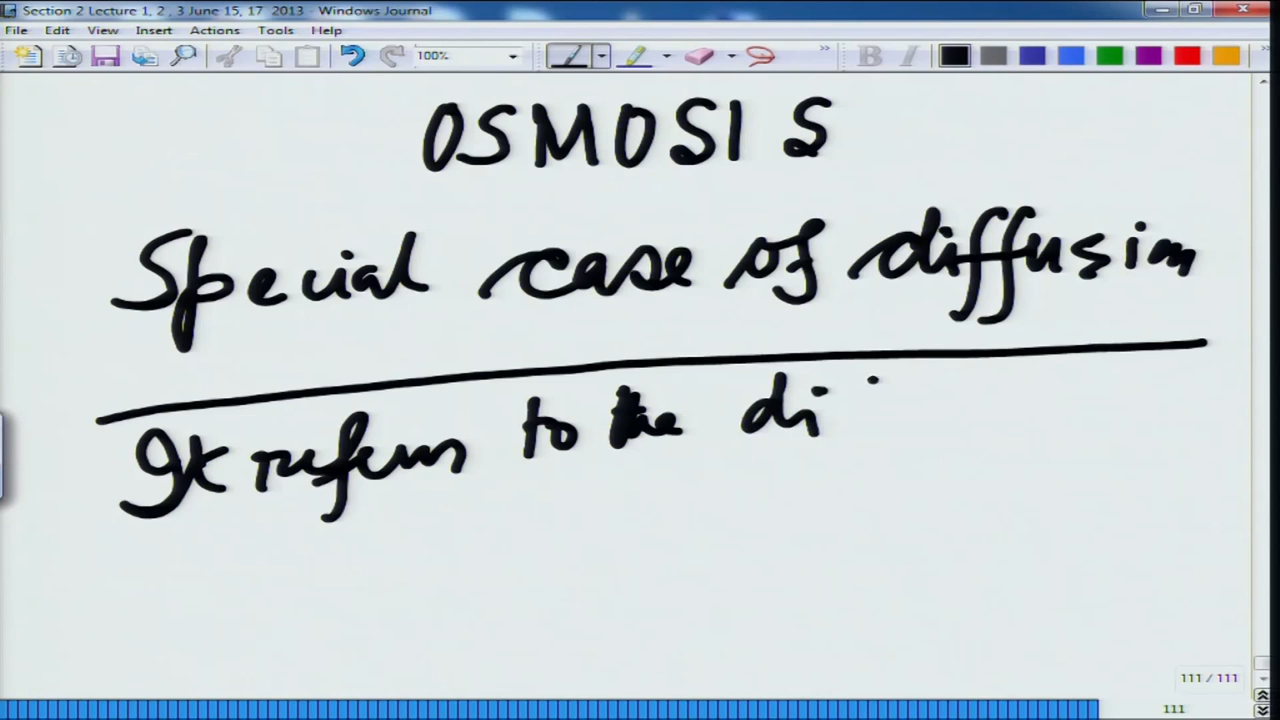 Section 2 Lecture 1, 2 , 3 June 15, 17 2013 - Windows Journal
File Edit View Insert Actions Tools Help
100%
B I
OSMOSIS
Special case of diffusion
It refers to the di
111 / 111
111